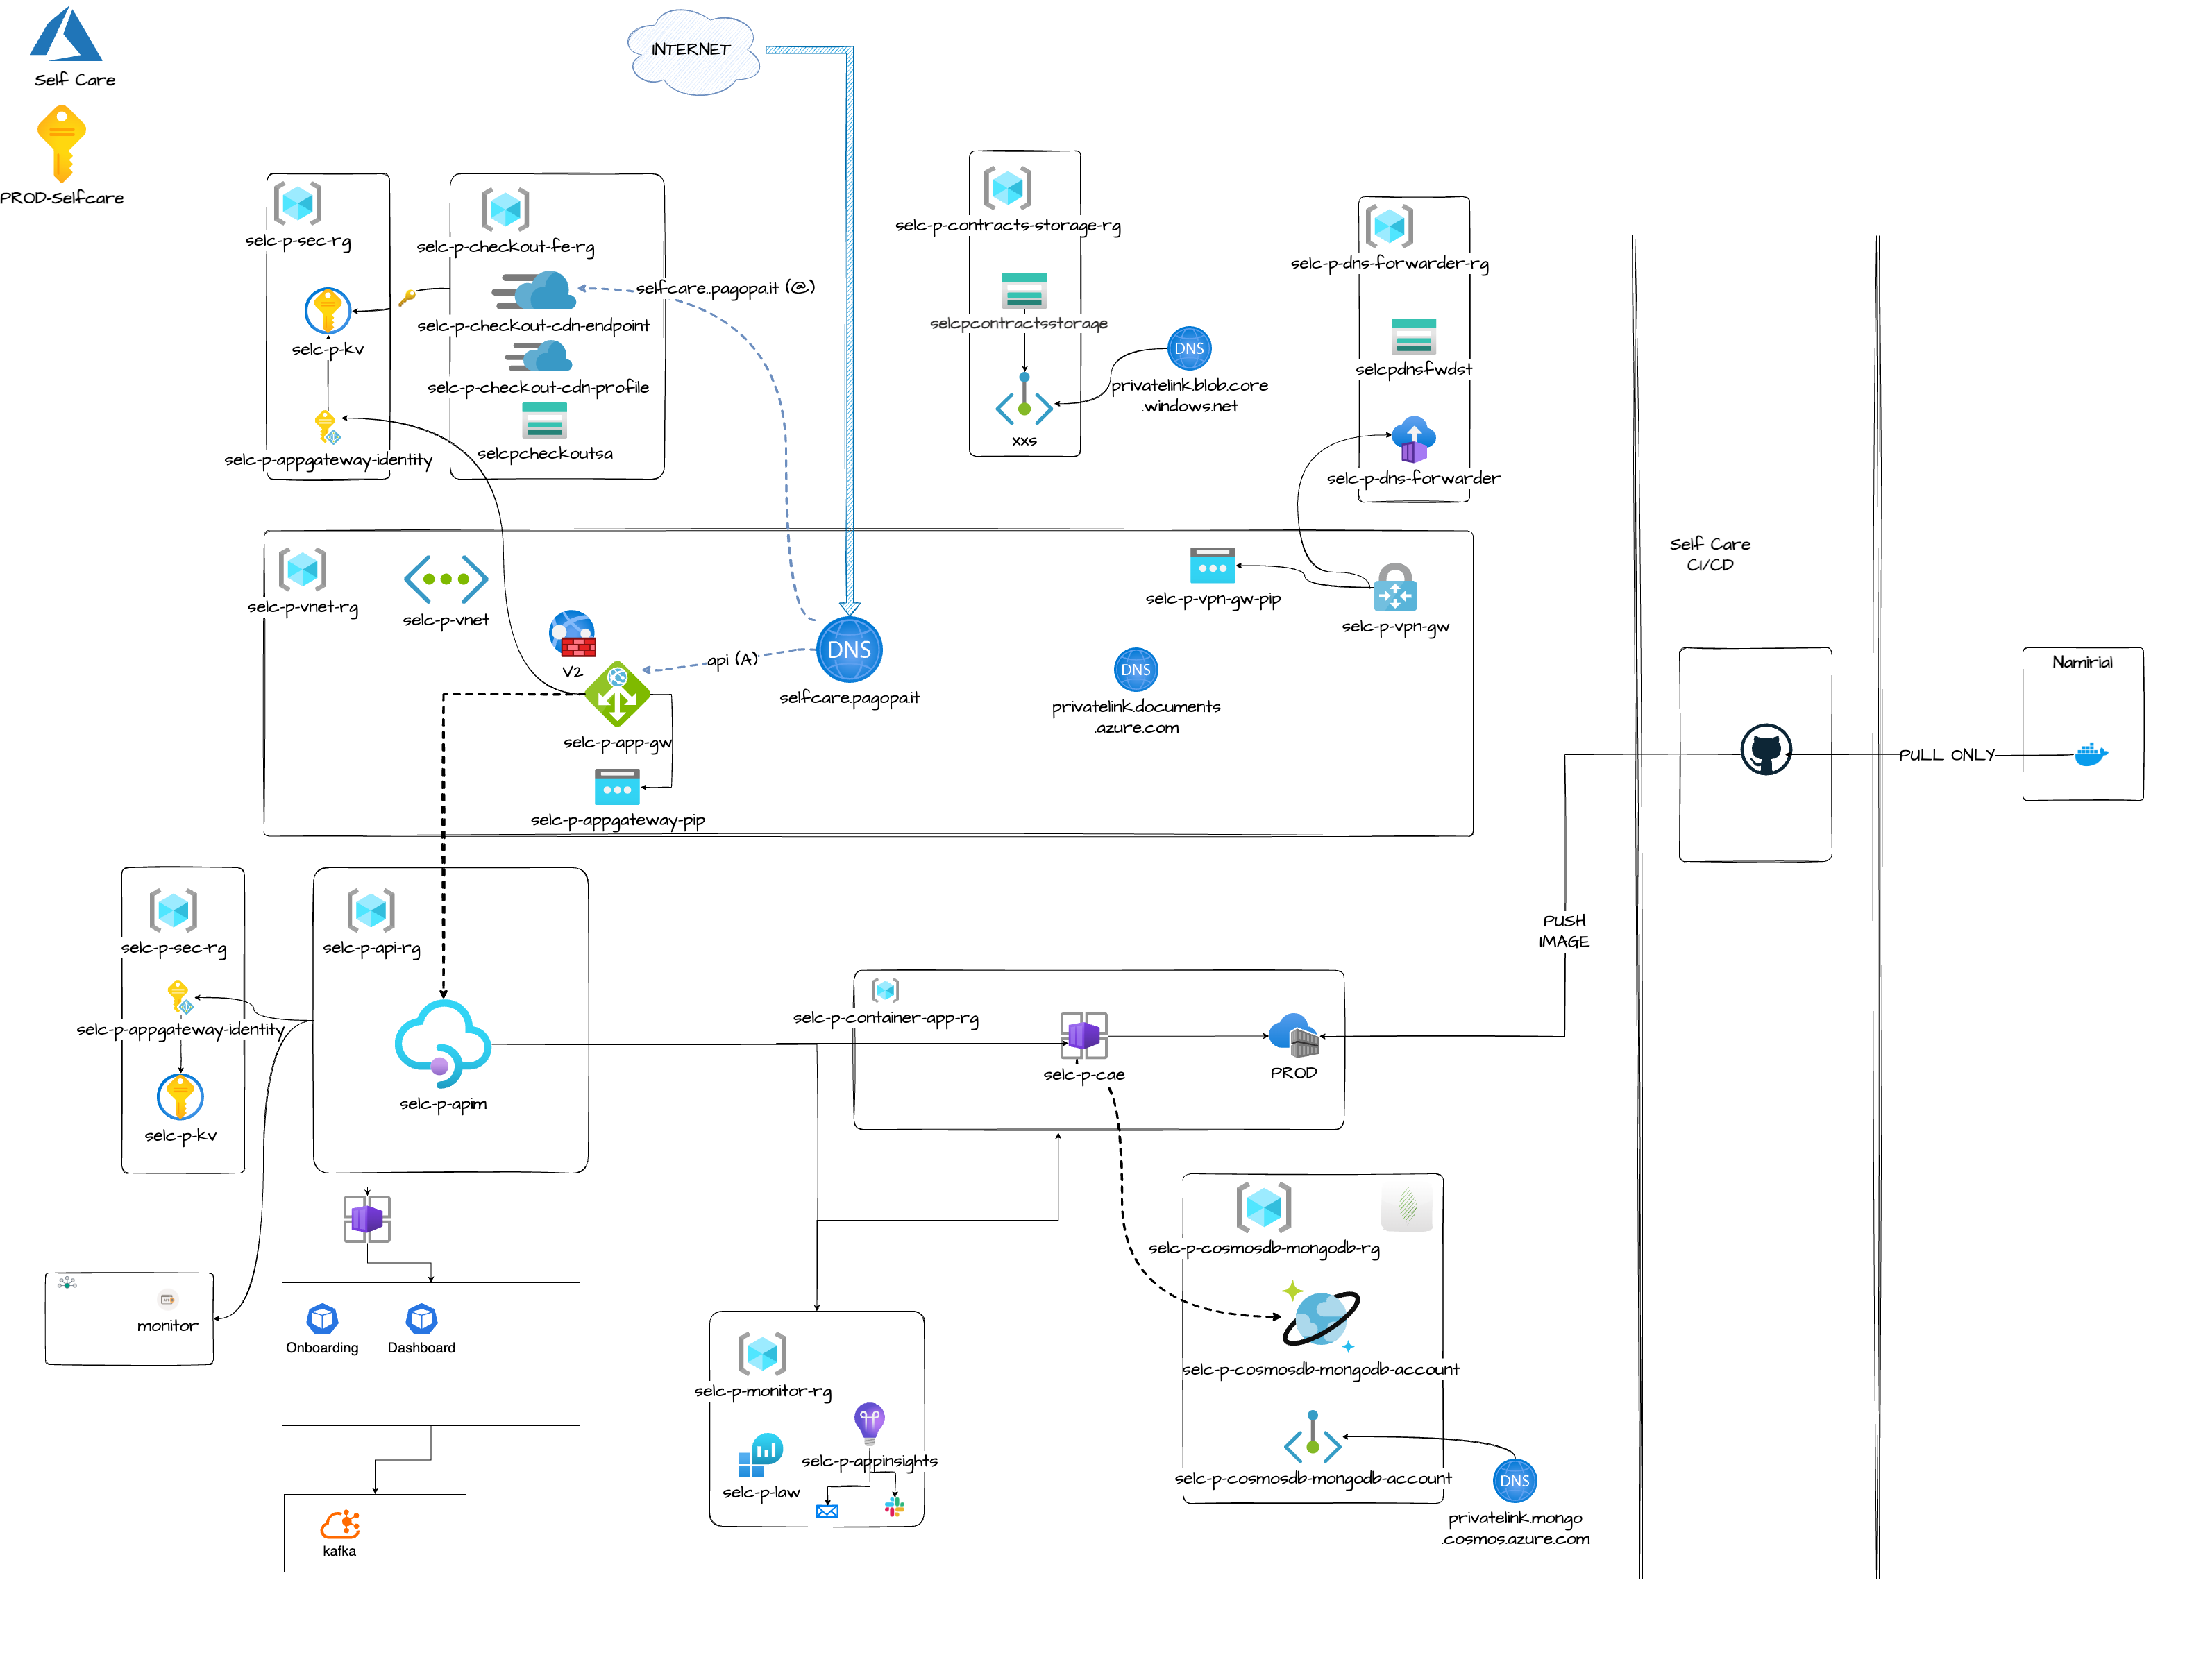 Self Care
PROD-Selfcare
INTERNET
selc-p-sec-rg
selc-p-kv
selc-p-appgateway-identity
selc-p-checkout-fe-rg
selc-p-checkout-cdn-endpoint
selc-p-checkout-cdn-profile
selcpcheckoutsa
selfcare..pagopa.it (@)
selc-p-contracts-storage-rg
selcpcontractsstorage
xxs
DNS
privatelink.blob.core
.windows.net
selc-p-dns-forwarder-rg
selcpdnsfwdst
selc-p-dns-forwarder
selc-p-vnet-rg
selc-p-vnet
V2
selc-p-app-gw
selc-p-appgateway-pip
api (A)
DNS
selfcare.pagopa.it
DNS
privatelink.documents
.azure.com
selc-p-vpn-gw-pip
selc-p-vpn-gw
Self Care
CI/CD
PULL ONLY
Namirial
PUSH
IMAGE
selc-p-sec-rg
selc-p-appgateway-identity
selc-p-kv
selc-p-api-rg
selc-p-apim
selc-p-container-app-rg
selc-p-cae
PROD
monitor
Onboarding
Dashboard
kafka
selc-p-monitor-rg
selc-p-law
selc-p-appinsights
selc-p-cosmosdb-mongodb-rg
selc-p-cosmosdb-mongodb-account
selc-p-cosmosdb-mongodb-account
DNS
privatelink.mongo
.cosmos.azure.com